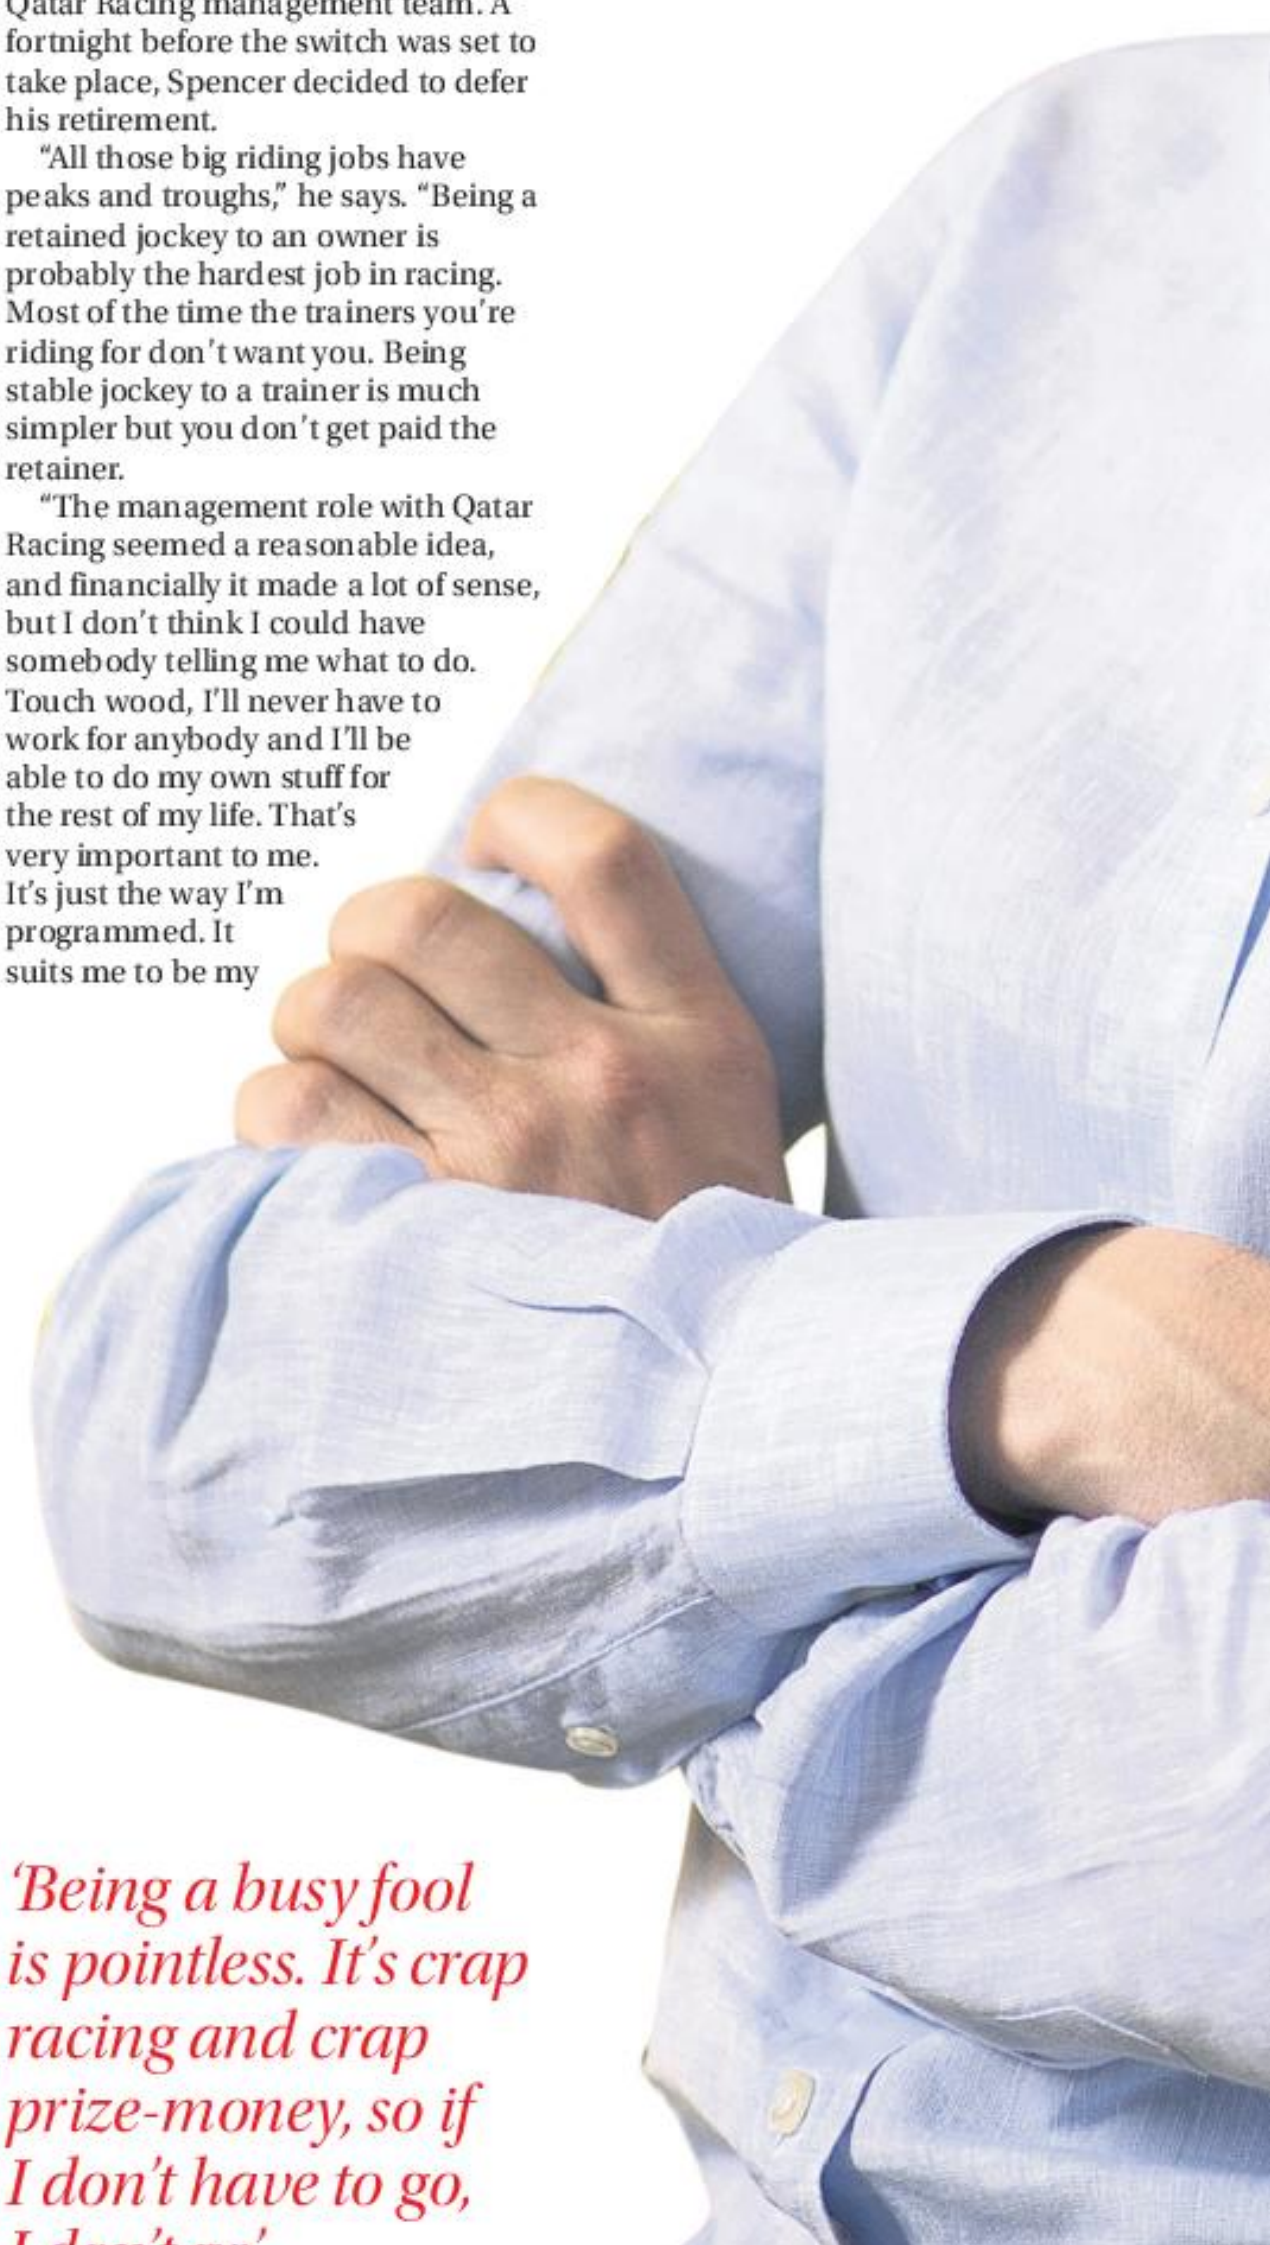 Qatar Racing management team. A
fortnight before the switch was set to
take place, Spencer decided to defer
his retirement.
“All those big riding jobs have
peaks and troughs,” he says. “Being a
retained jockey to an owner is
probably the hardest job in racing.
Most of the time the trainers you’re
riding for don’t want you. Being
stable jockey to a trainer is much
simpler but you don’t get paid the
retainer.
“The management role with Qatar
Racing seemed a reasonable idea,
and financially it made a lot of sense,
but I don’t think I could have
somebody telling me what to do.
Touch wood, I’ll never have to
work for anybody and I’ll be
able to do my own stuff for
the rest of my life. That’s
very important to me.
It’s just the way I’m
programmed. It
suits me to be my
‘Being a busy fool
is pointless. It’s crap
racing and crap
prize-money, so if
I don’t have to go,
I don’t go’